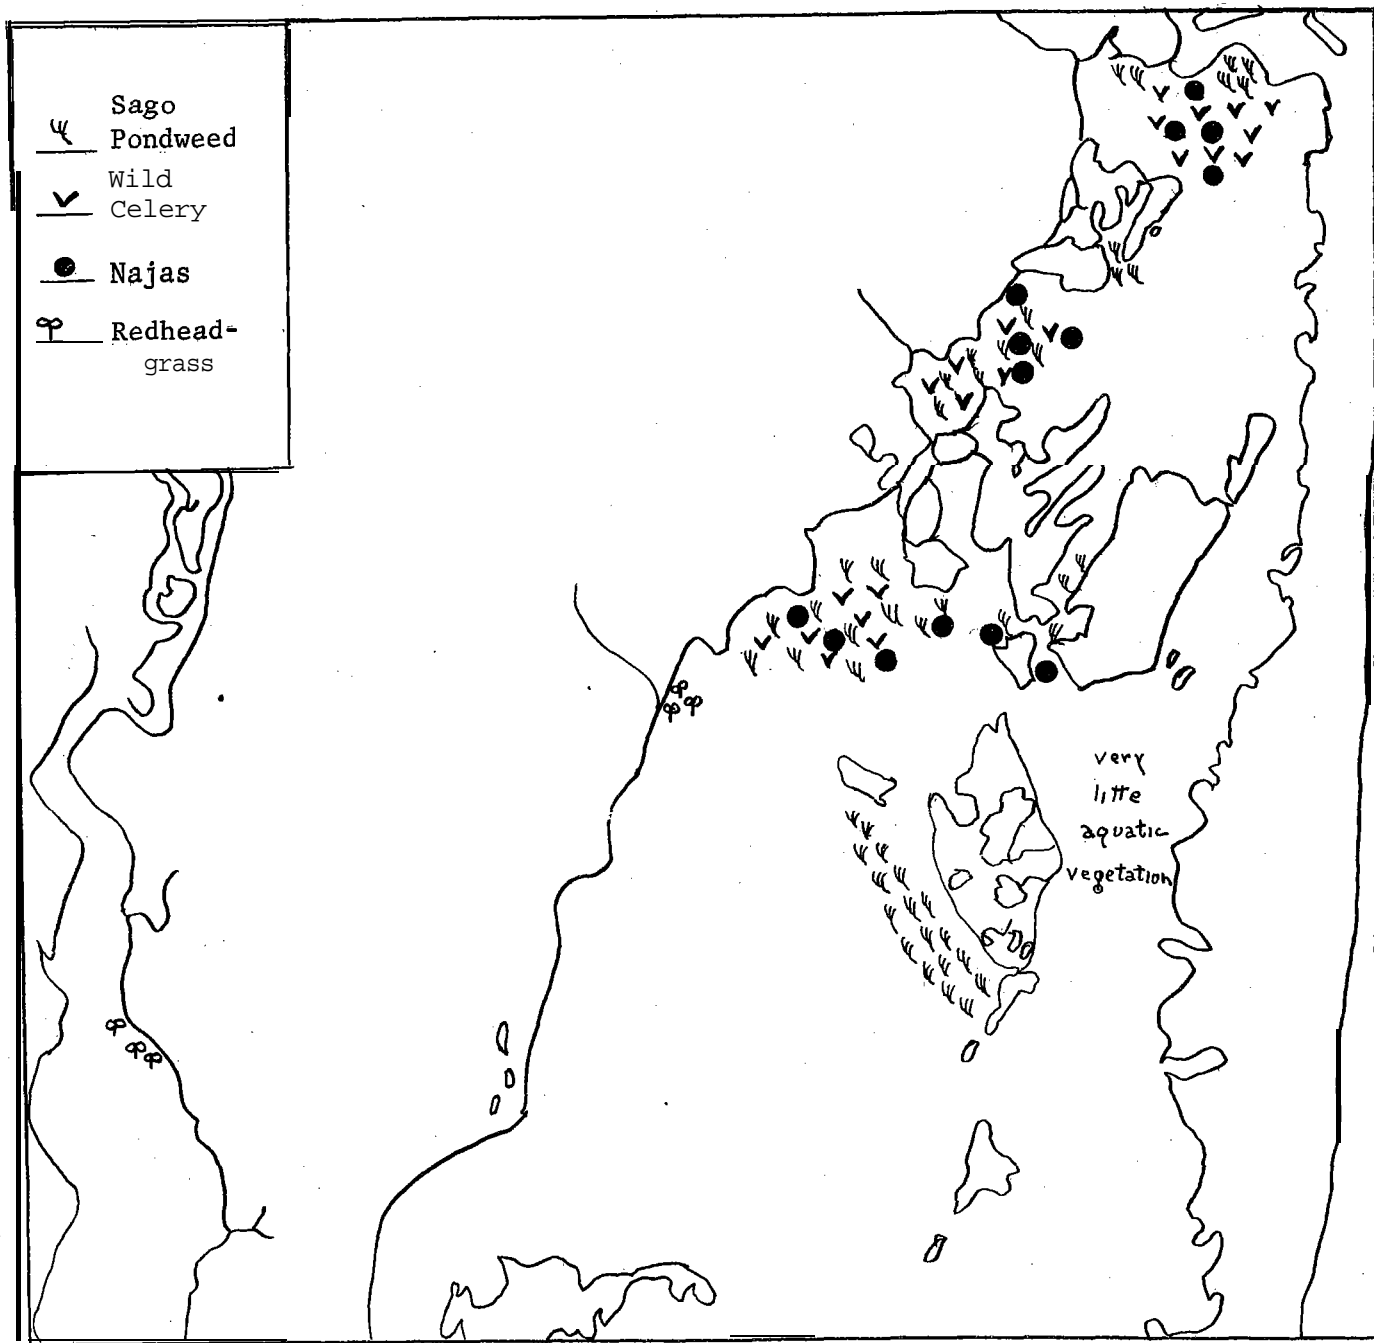 Sago
Pondweed
Wild
Celery
Najas
Redhead-
grass
very
litte
aquatic
vegetation